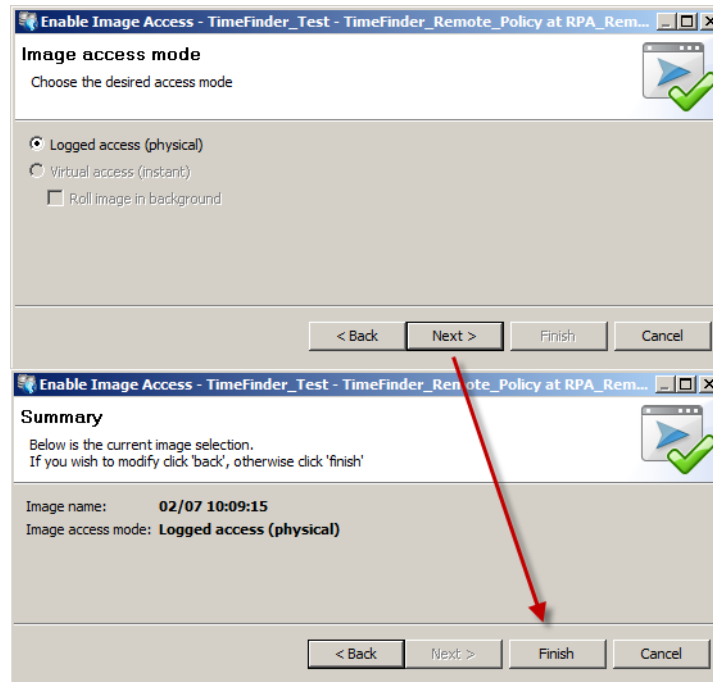 Enable Image Access - TimeFinder_Test - TimeFinder_Remote_Policy at RPA_Rem...
Image access mode
Choose the desired access mode
Logged access (physical)
Virtual access (instant)
Roll image in background
< Back Next > Finish Cancel
Enable Image Access - TimeFinder_Test - TimeFinder_Remote_Policy at RPA_Rem...
Summary
Below is the current image selection.
If you wish to modify click 'back', otherwise click 'finish'
Image name: 02/07 10:09:15
Image access mode: Logged access (physical)
< Back Next > Finish Cancel